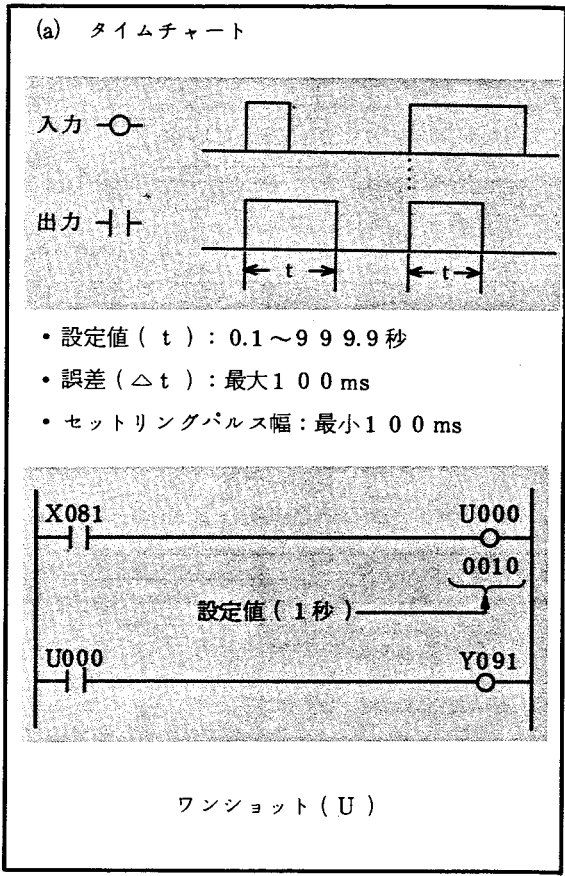 (a) タイムチャート
入力
出力
t t
• 設定値 ( t ) : 0.1～999.9秒
• 誤差 ( △t ) : 最大100ms
• セットリングパルス幅 : 最小100ms
X081 U000
0010
設定値 ( 1秒 )
U000 Y091
ワンショット ( U )